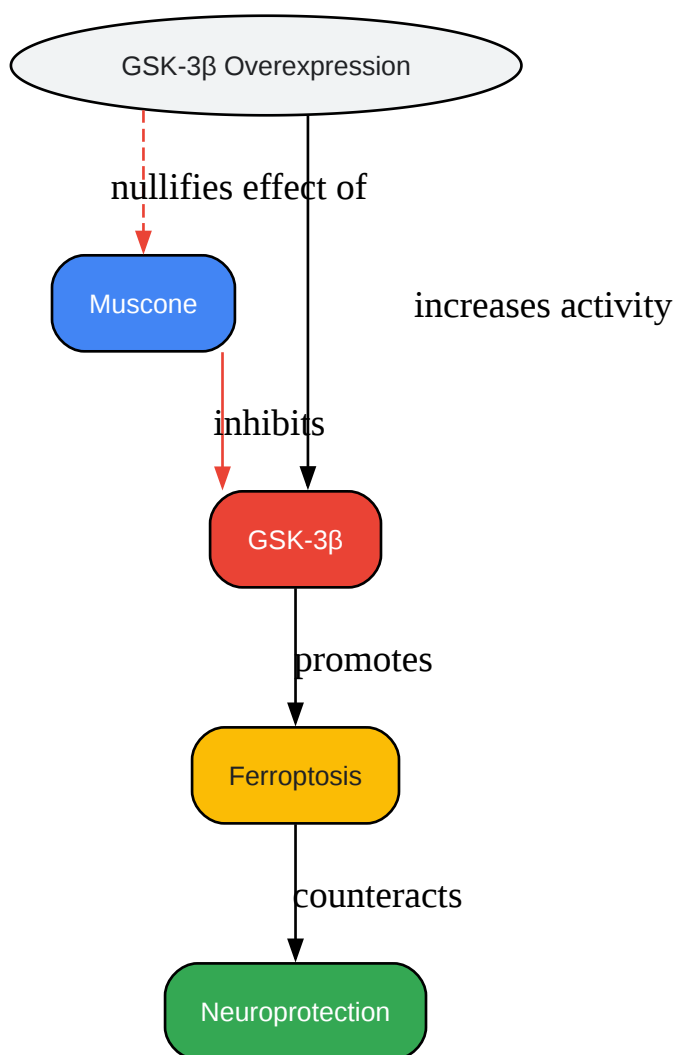 GSK-3β Overexpression
nullifies effect of
Muscone
increases activity
inhibits
GSK-3β
promotes
Ferroptosis
counteracts
Neuroprotection